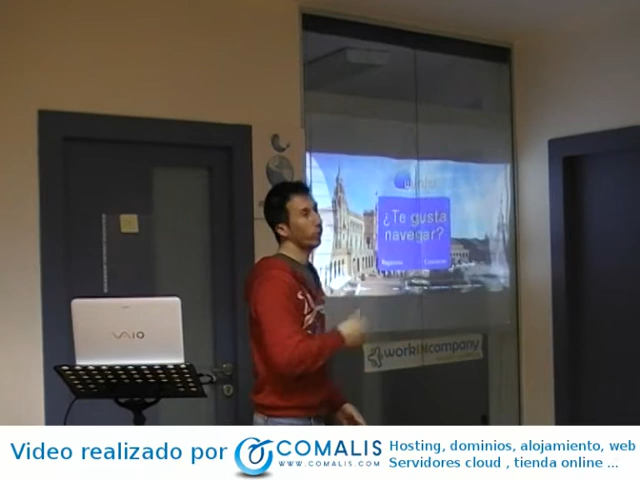 ¿Te gusta
navegar?
VAIO
workINcompany
Video realizado por
COMALIS
WWW.COMALIS.COM
Hosting, dominios, alojamiento, web
Servidores cloud , tienda online ...